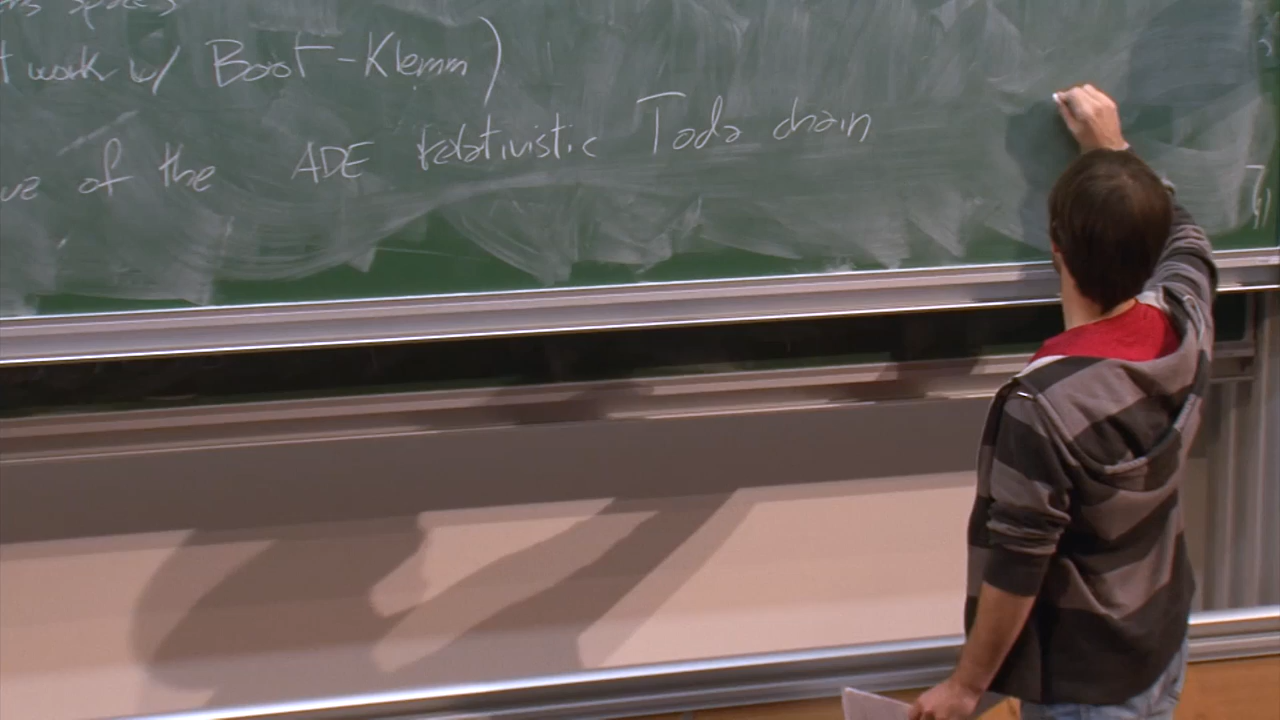 work w/ Boot-Klemm)
of the ADE relativistic Toda chain